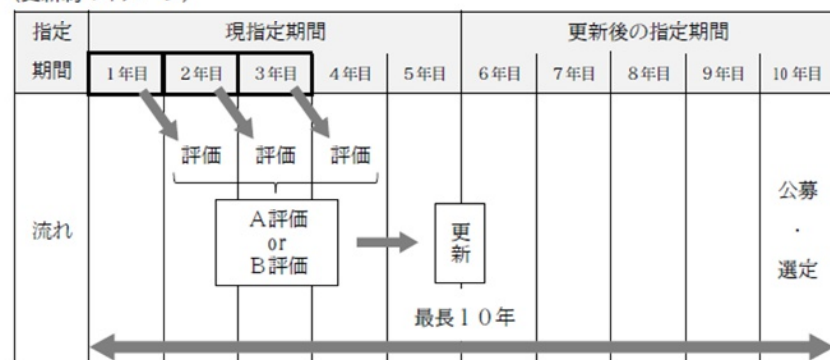 指定期間
現指定期間
更新後の指定期間
1年目
2年目
3年目
4年目
5年目
6年目
7年目
8年目
9年目
10年目
流れ
評価
評価
評価
A評価
or
B評価
更新
公募
・
選定
最長10年